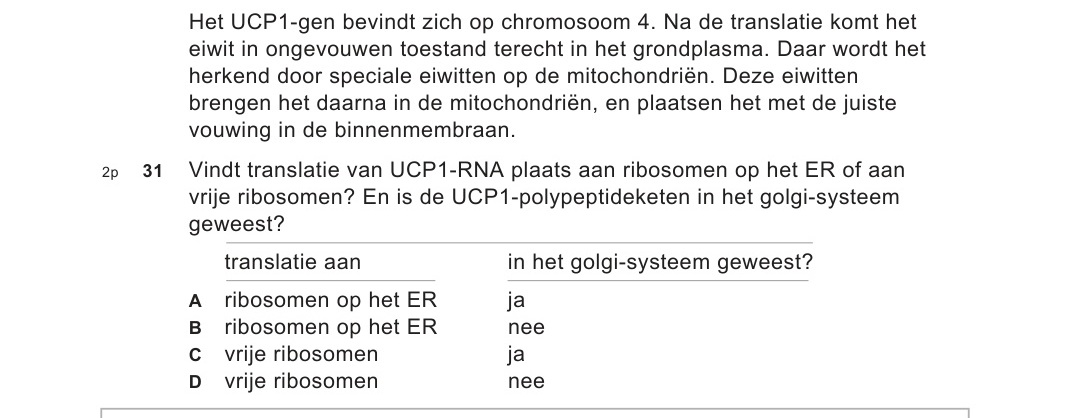 Het UCP1-gen bevindt zich op chromosoom 4. Na de translatie komt het
eiwit in ongevouwen toestand terecht in het grondplasma. Daar wordt het
herkend door speciale eiwitten op de mitochondriën. Deze eiwitten
brengen het daarna in de mitochondriën, en plaatsen het met de juiste
vouwing in de binnenmembraan.
2p 31 Vindt translatie van UCP1-RNA plaats aan ribosomen op het ER of aan
vrije ribosomen? En is de UCP1-polypeptideketen in het golgi-systeem
geweest?
translatie aan in het golgi-systeem geweest?
A ribosomen op het ER ja
B ribosomen op het ER nee
C vrije ribosomen ja
D vrije ribosomen nee